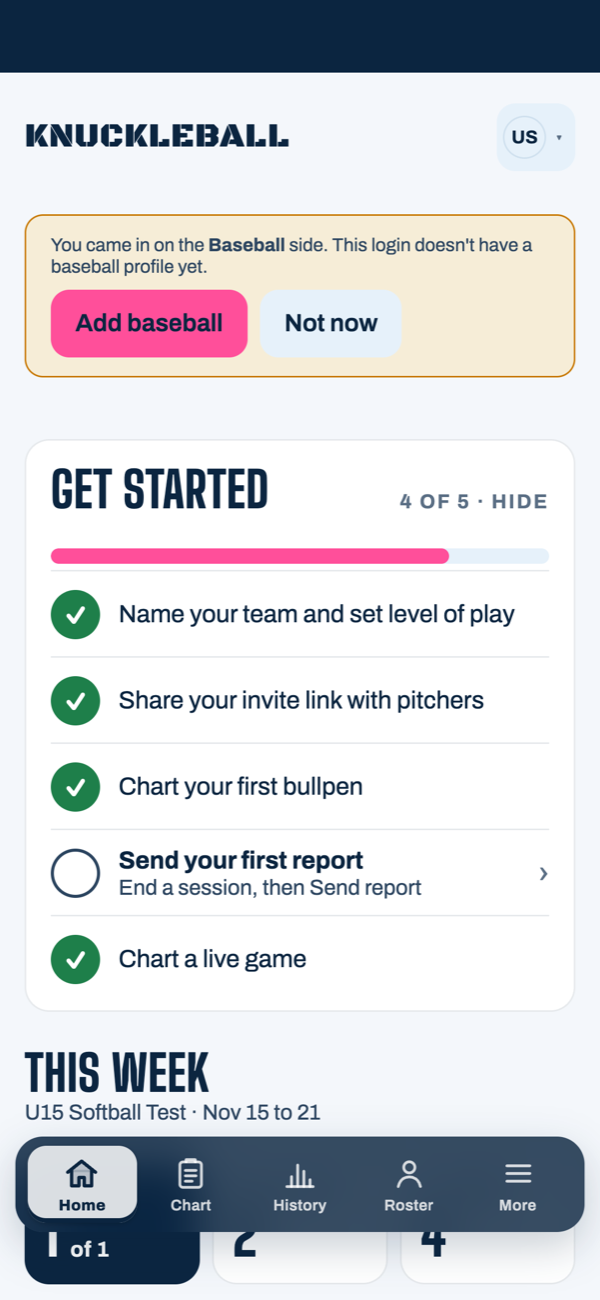 KNUCKLEBALL
US
You came in on the Baseball side. This login doesn't have a
baseball profile yet.
Add baseball
Not now
GET STARTED
4 OF 5 · HIDE
Name your team and set level of play
Share your invite link with pitchers
Chart your first bullpen
Send your first report
End a session, then Send report
Chart a live game
THIS WEEK
U15 Softball Test · Nov 15 to 21
Home
Chart
History
Roster
More
1 of 1
2
4